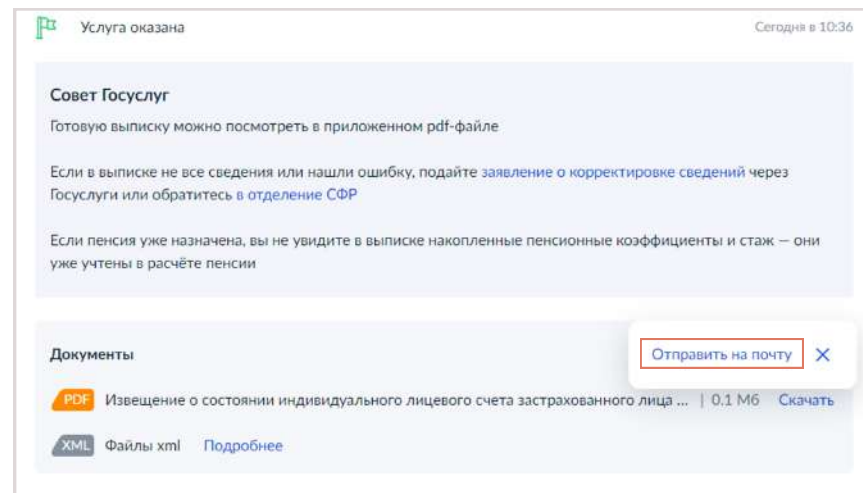 Услуга оказана
Сегодня в 10:36
Совет Госуслуг
Готовую выписку можно посмотреть в приложенном pdf-файле
Если в выписке не все сведения или нашли ошибку, подайте заявление о корректировке сведений через
Госуслуги или обратитесь в отделение СФР
Если пенсия уже назначена, вы не увидите в выписке накопленные пенсионные коэффициенты и стаж — они
уже учтены в расчёте пенсии
Документы
Отправить на почту
PDF Извещение о состоянии индивидуального лицевого счета застрахованного лица ... | 0.1 Мб Скачать
XML Файлы xml Подробнее